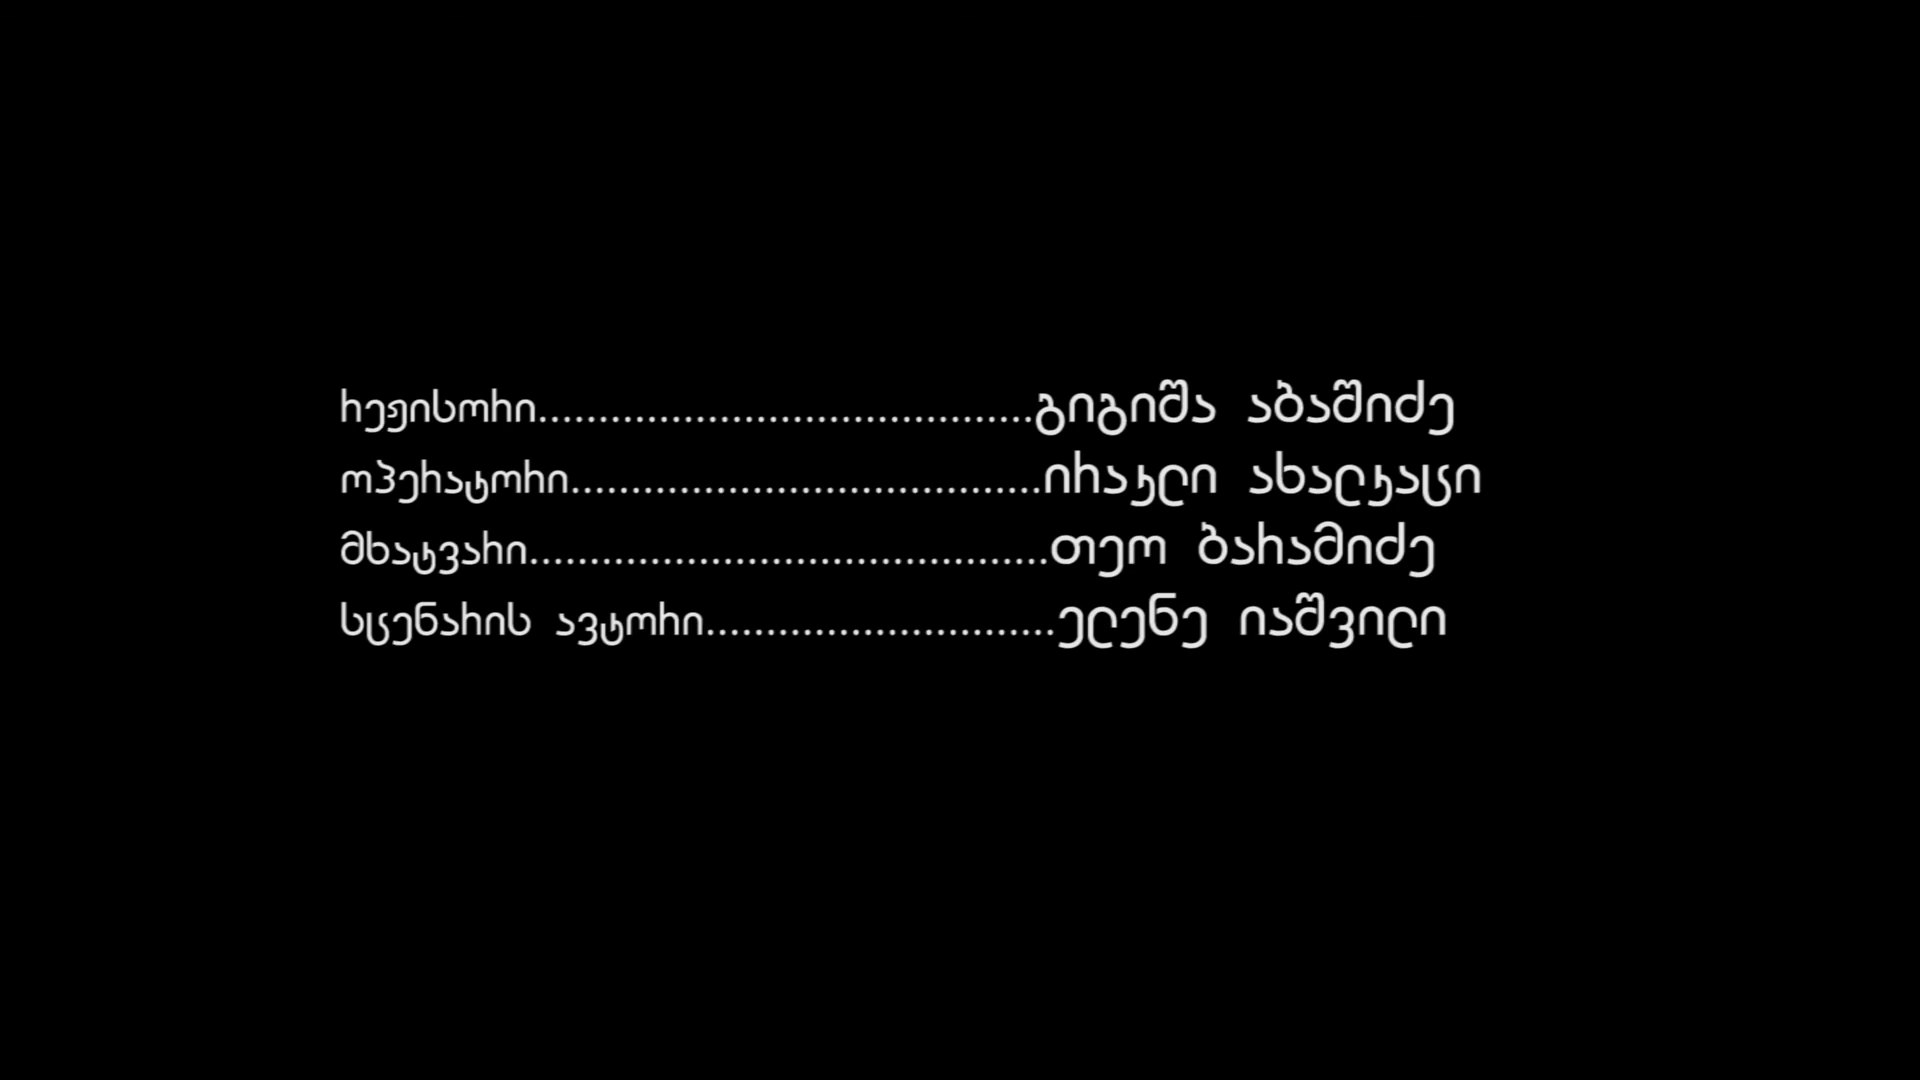 რეჟისორი.........................................გიგიშა აბაშიძე
ოპერატორი.......................................ირაკლი ახალკაცი
მხატვარი...........................................თეო ბარამიძე
სცენარის ავტორი.............................ელენე იაშვილი